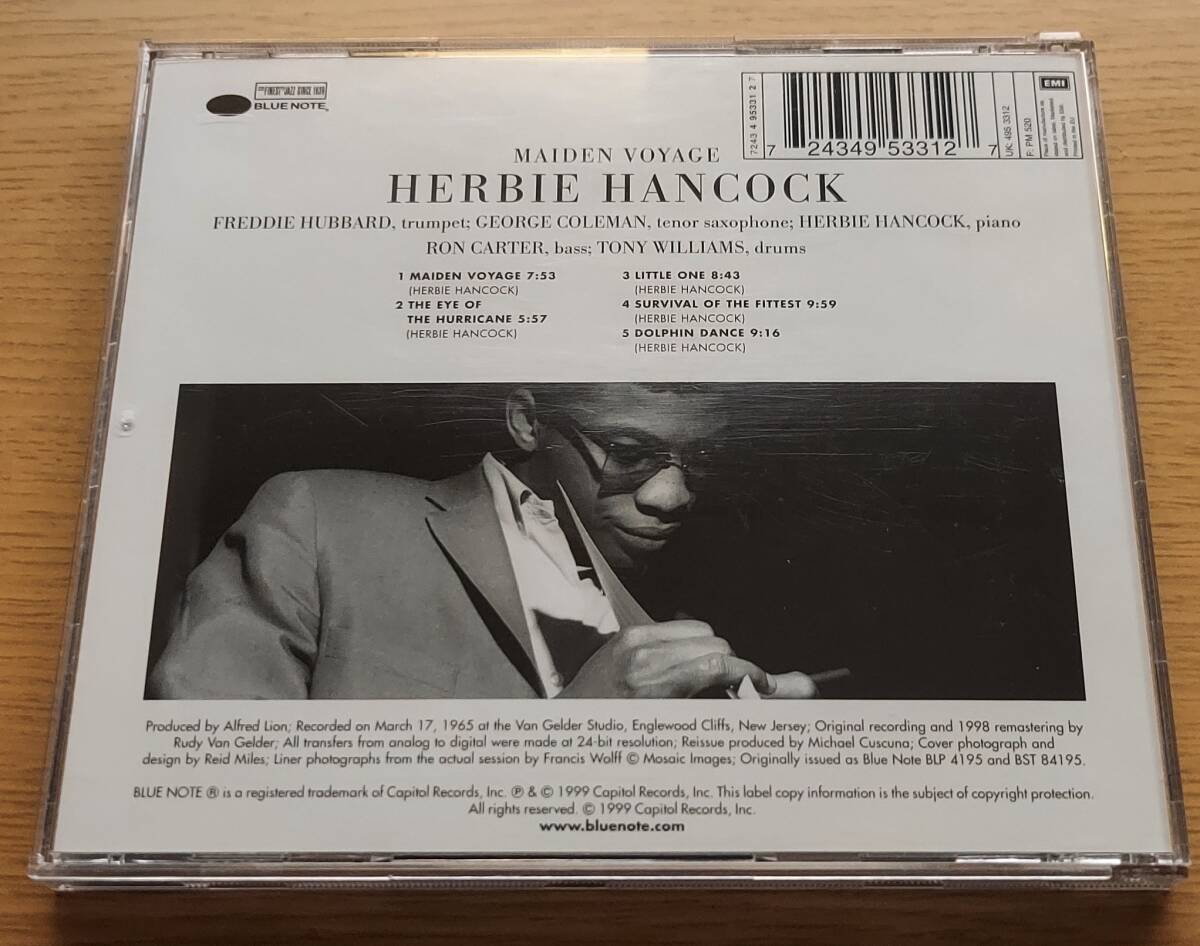 THE FINEST IN JAZZ SINCE 1939
BLUE NOTE
7243 4 95331 2 7
7 24349 53312 7
UK: 495 3312
F: PM 520
EMI
Printed in the EU
MAIDEN VOYAGE
HERBIE HANCOCK
FREDDIE HUBBARD, trumpet; GEORGE COLEMAN, tenor saxophone; HERBIE HANCOCK, piano
RON CARTER, bass; TONY WILLIAMS, drums
1 MAIDEN VOYAGE 7:53
(HERBIE HANCOCK)
2 THE EYE OF
THE HURRICANE 5:57
(HERBIE HANCOCK)
3 LITTLE ONE 8:43
(HERBIE HANCOCK)
4 SURVIVAL OF THE FITTEST 9:59
(HERBIE HANCOCK)
5 DOLPHIN DANCE 9:16
(HERBIE HANCOCK)
Produced by Alfred Lion; Recorded on March 17, 1965 at the Van Gelder Studio, Englewood Cliffs, New Jersey; Original recording and 1998 remastering by
Rudy Van Gelder; All transfers from analog to digital were made at 24-bit resolution; Reissue produced by Michael Cuscuna; Cover photograph and
design by Reid Miles; Liner photographs from the actual session by Francis Wolff © Mosaic Images; Originally issued as Blue Note BLP 4195 and BST 84195.
BLUE NOTE ® is a registered trademark of Capitol Records, Inc. ℗ & © 1999 Capitol Records, Inc. This label copy information is the subject of copyright protection.
All rights reserved. © 1999 Capitol Records, Inc.
www.bluenote.com